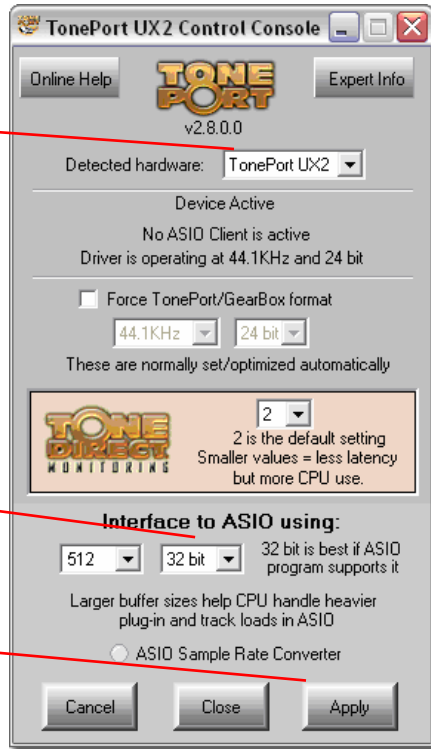 TonePort UX2 Control Console
Online Help
TONE PORT
Expert Info
v2.8.0.0
Detected hardware: TonePort UX2
Device Active
No ASIO Client is active
Driver is operating at 44.1KHz and 24 bit
Force TonePort/GearBox format
44.1KHz 24 bit
These are normally set/optimized automatically
TONE DIRECT MONITORING
2
2 is the default setting
Smaller values = less latency
but more CPU use.
Interface to ASIO using:
512 32 bit
32 bit is best if ASIO
program supports it
Larger buffer sizes help CPU handle heavier
plug-in and track loads in ASIO
ASIO Sample Rate Converter
Cancel Close Apply